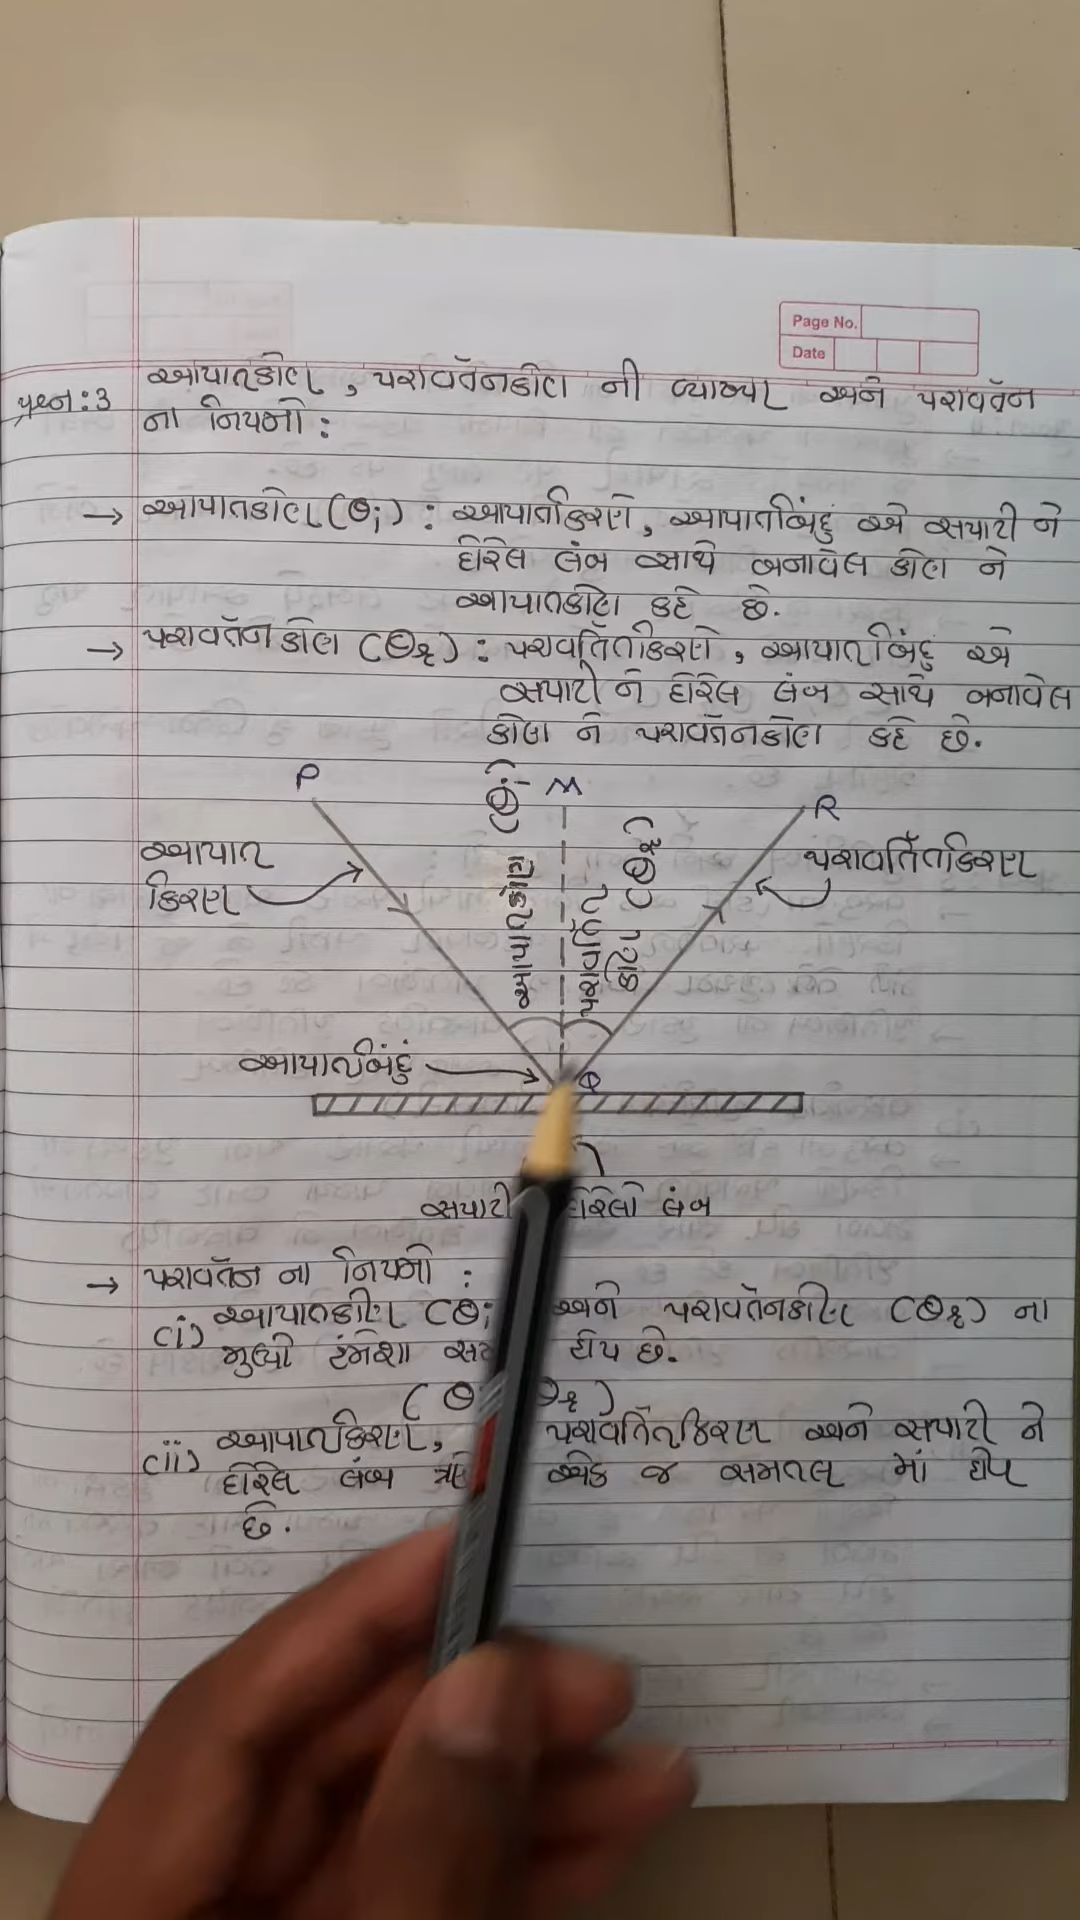 Page No.
Date
પ્રશ્ન: 3
આપાતકોણ, પરાવર્તનકોણ ની વ્યાખ્યા અને પરાવર્તન
ના નિયમો :
→ આપાતકોણ (θi) : આપાતકિરણે, આપાતબિંદુ એ સપાટી ને
દોરેલ લંબ સાથે બનાવેલ કોણ ને
આપાતકોણ કહે છે.
→ પરાવર્તન કોણ (θr) : પરાવર્તિતકિરણે, આપાતબિંદુ એ
સપાટી ને દોરેલ લંબ સાથે બનાવેલ
કોણ ને પરાવર્તનકોણ કહે છે.
P
M
R
આપાત
કિરણ
આપાતકોણ (θi)
પરાવર્તન
કોણ (θr)
પરાવર્તિતકિરણ
આપાતબિંદું
Q
સપાટી દોરેલો લંબ
→ પરાવર્તન ના નિયમો :
(i) આપાતકોણ (θi અને પરાવર્તનકોણ (θr) ના
મુલ્યો હંમેશા હોય છે.
(θ θr)
(ii) આપાતકિરણ, પરાવર્તિતકિરણ અને સપાટી ને
દોરેલ લંબ એક જ સમતલ માં હોય
છે.